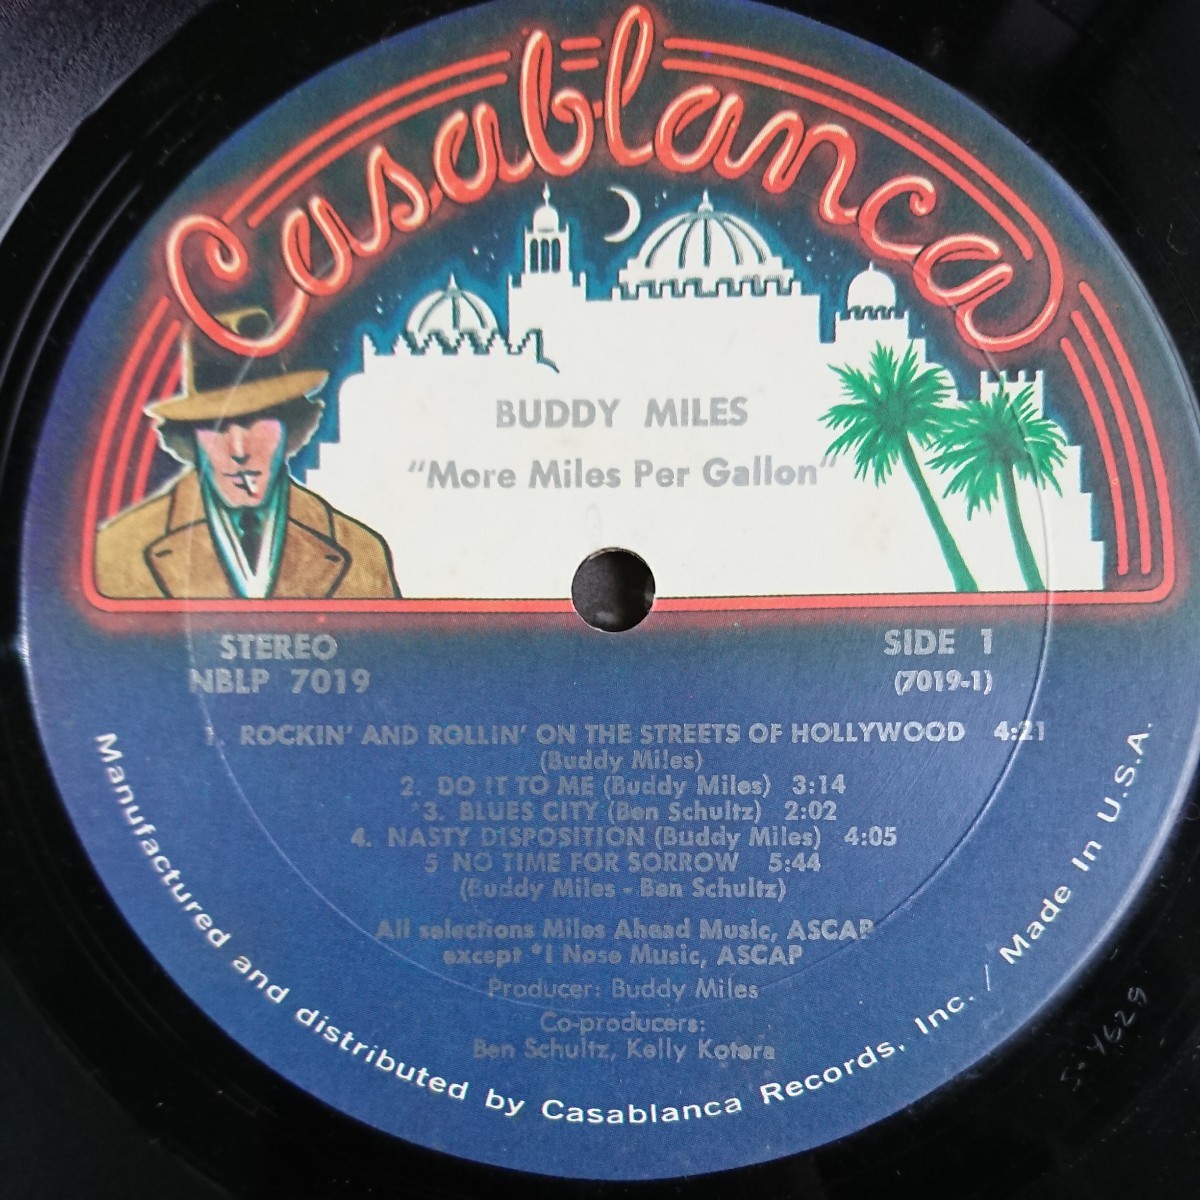 Casablanca
BUDDY MILES
"More Miles Per Gallon"
STEREO
NBLP 7019
SIDE 1
(7019-1)
1. ROCKIN' AND ROLLIN' ON THE STREETS OF HOLLYWOOD 4:21
(Buddy Miles)
2. DO IT TO ME (Buddy Miles) 3:14
*3. BLUES CITY (Ben Schultz) 2:02
4. NASTY DISPOSITION (Buddy Miles) 4:05
5 NO TIME FOR SORROW 5:44
(Buddy Miles - Ben Schultz)
All selections Miles Ahead Music, ASCAP
except *I Nose Music, ASCAP
Producer: Buddy Miles
Co-producers:
Ben Schultz, Kelly Kotera
Manufactured and distributed by Casablanca Records, Inc. / Made In U.S.A.